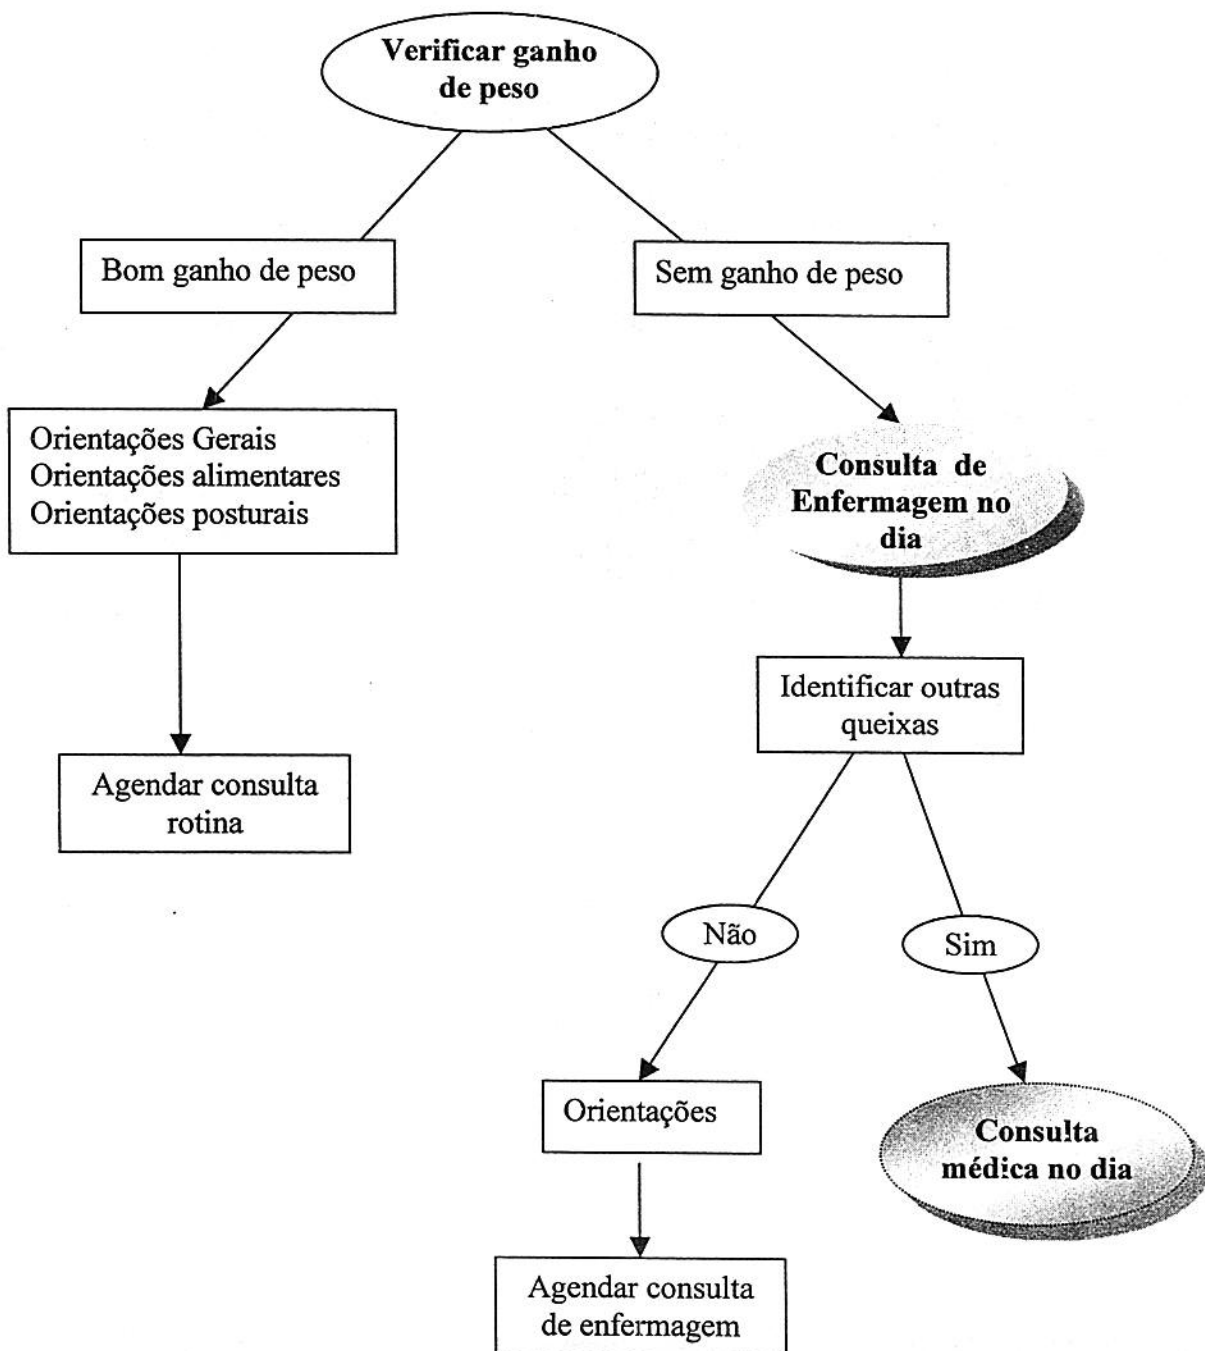 Verificar ganho
de peso
Bom ganho de peso
Sem ganho de peso
Orientações Gerais
Orientações alimentares
Orientações posturais
Consulta de
Enfermagem no
dia
Identificar outras
queixas
Agendar consulta
rotina
Não
Sim
Orientações
Consulta
médica no dia
Agendar consulta
de enfermagem